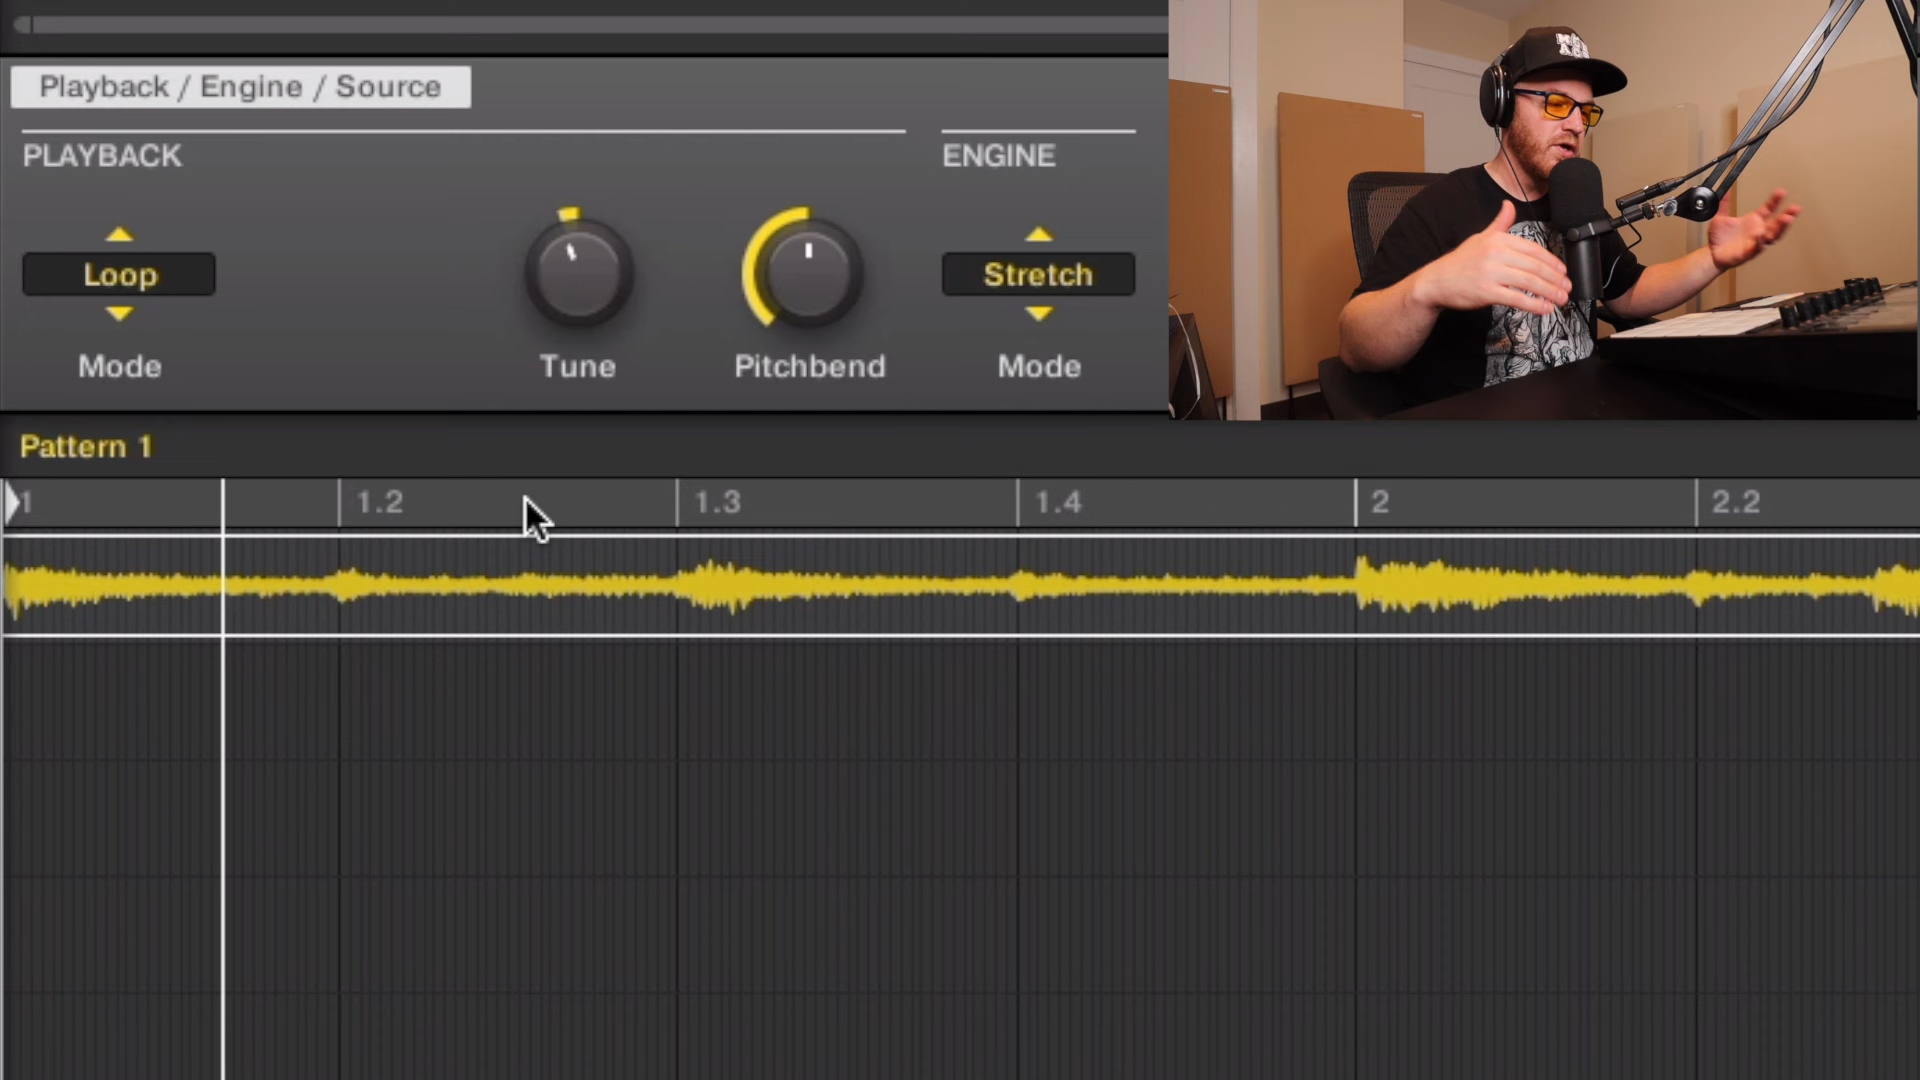 Playback / Engine / Source
PLAYBACK
ENGINE
Loop
Stretch
Mode
Tune
Pitchbend
Mode
Pattern 1
1
1.2
1.3
1.4
2
2.2